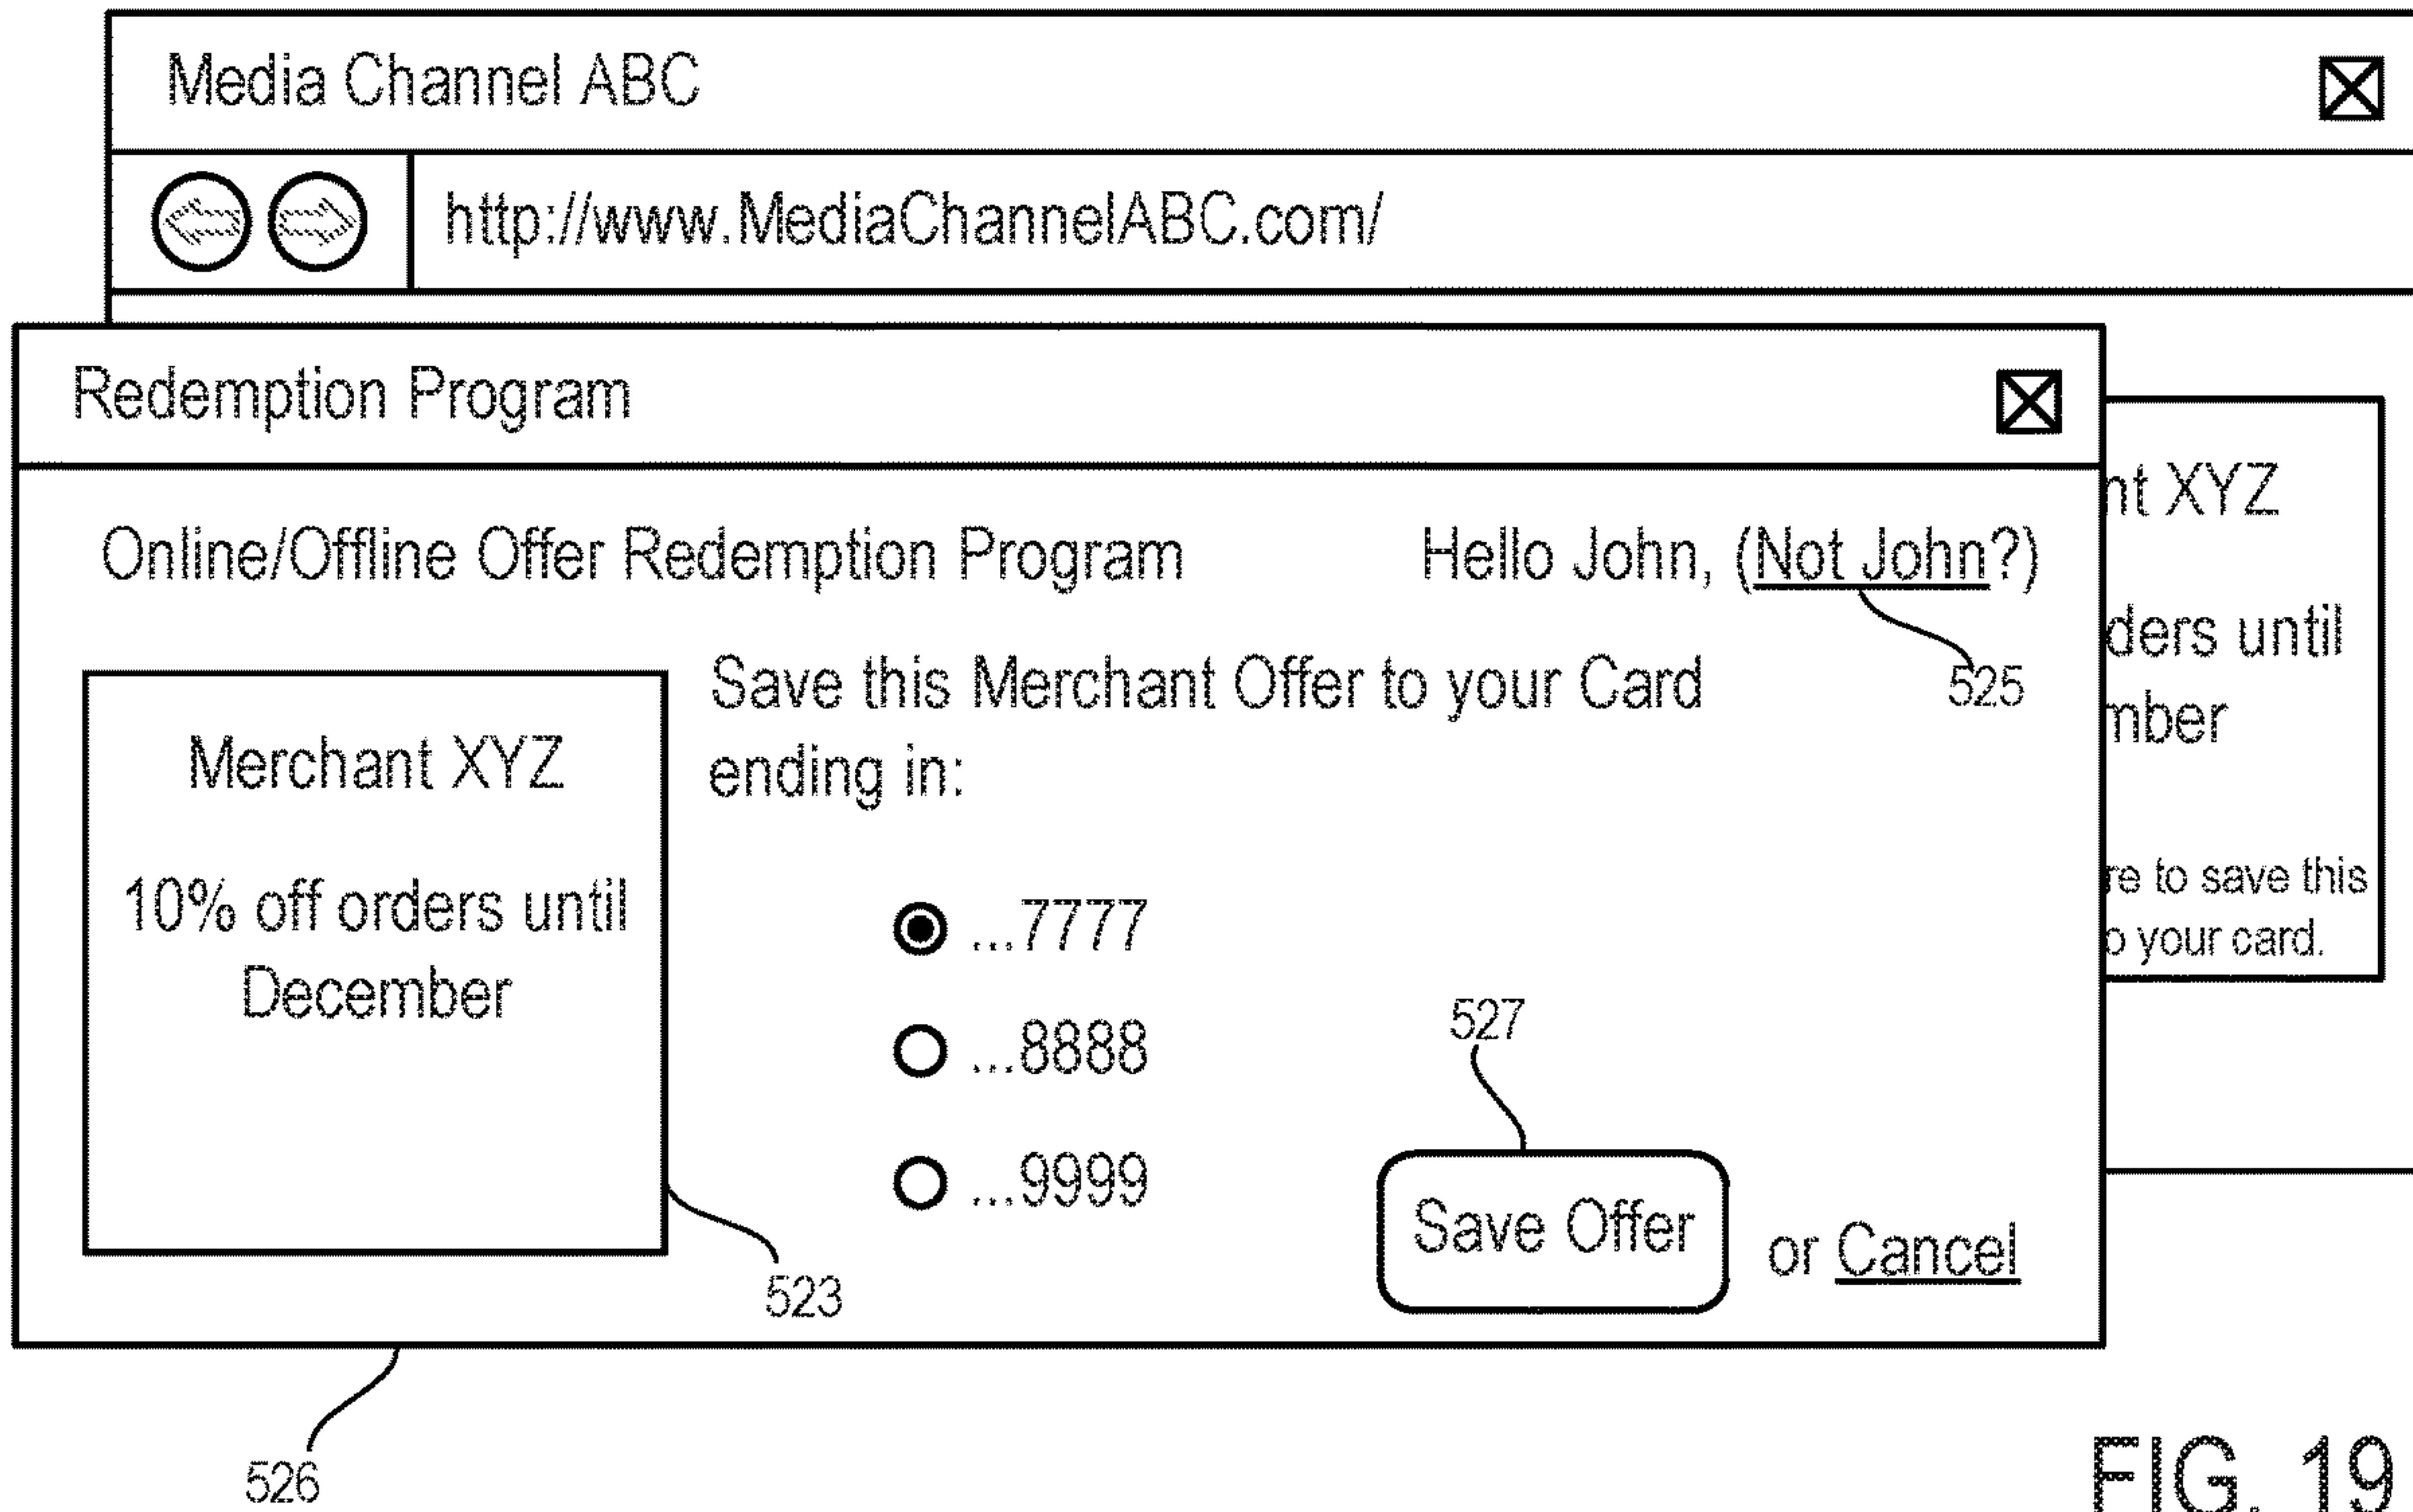 Media Channel ABC
http://www.MediaChannelABC.com/
Redemption Program
Online/Offline Offer Redemption Program
Hello John, (Not John?)
525
Save this Merchant Offer to your Card
ending in:
Merchant XYZ
10% off orders until
December
523
...7777
...8888
...9999
527
Save Offer
or Cancel
nt XYZ
ders until
mber
re to save this
o your card.
526
FIG. 19